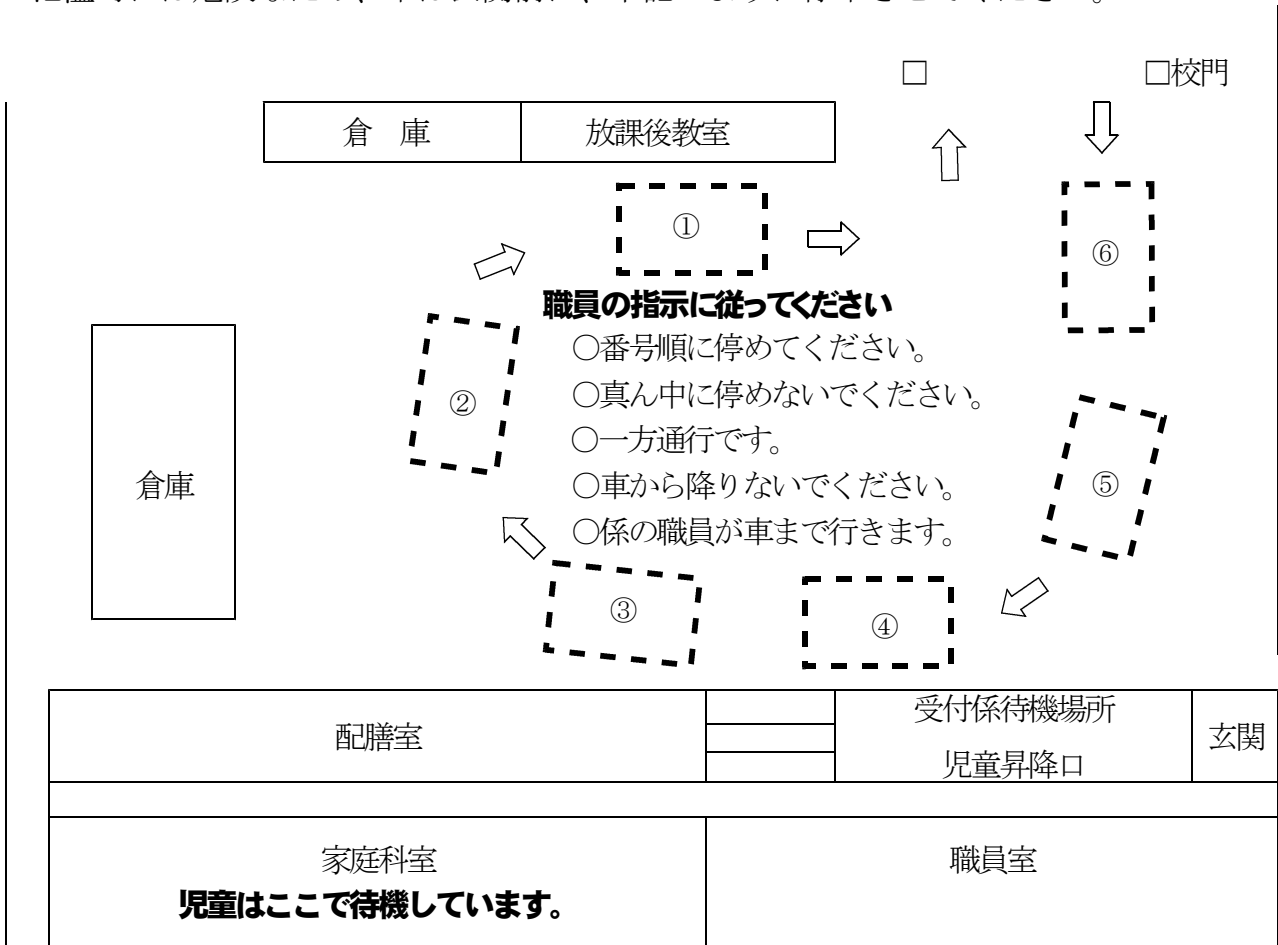 □ □校門
倉 庫 放課後教室
①
⑥
職員の指示に従ってください
○番号順に停めてください。
○真ん中に停めないでください。
②
○一方通行です。
倉庫
○車から降りないでください。
⑤
○係の職員が車まで行きます。
③
④
配膳室
受付係待機場所
児童昇降口
玄関
家庭科室
児童はここで待機しています。
職員室